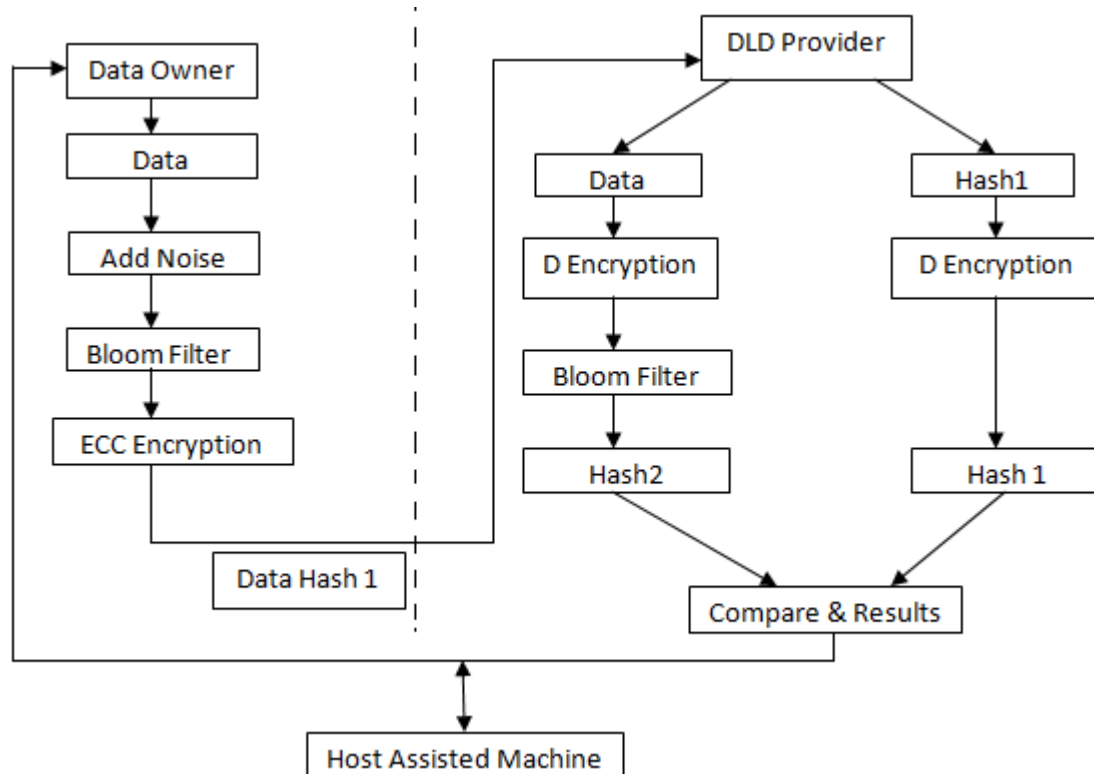 Data Owner
Data
Add Noise
Bloom Filter
ECC Encryption
Data Hash 1
DLD Provider
Data
D Encryption
Bloom Filter
Hash2
Hash1
D Encryption
Hash 1
Compare & Results
Host Assisted Machine